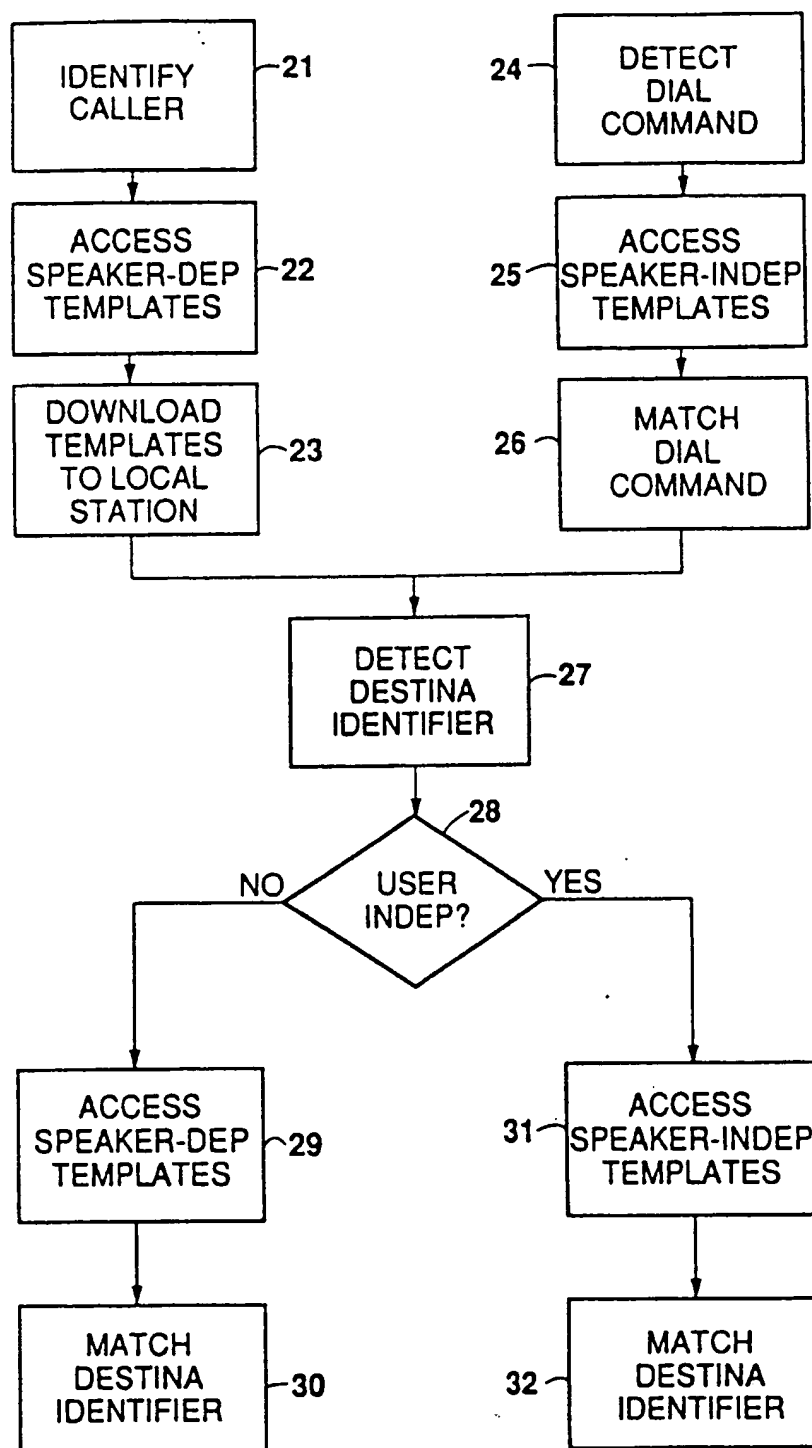 IDENTIFY
CALLER
21
ACCESS
SPEAKER-DEP
TEMPLATES
22
DOWNLOAD
TEMPLATES
TO LOCAL
STATION
23
24
DETECT
DIAL
COMMAND
25
ACCESS
SPEAKER-INDEP
TEMPLATES
26
MATCH
DIAL
COMMAND
DETECT
DESTINA
IDENTIFIER
27
28
NO
USER
INDEP?
YES
ACCESS
SPEAKER-DEP
TEMPLATES
29
MATCH
DESTINA
IDENTIFIER
30
31
ACCESS
SPEAKER-INDEP
TEMPLATES
32
MATCH
DESTINA
IDENTIFIER